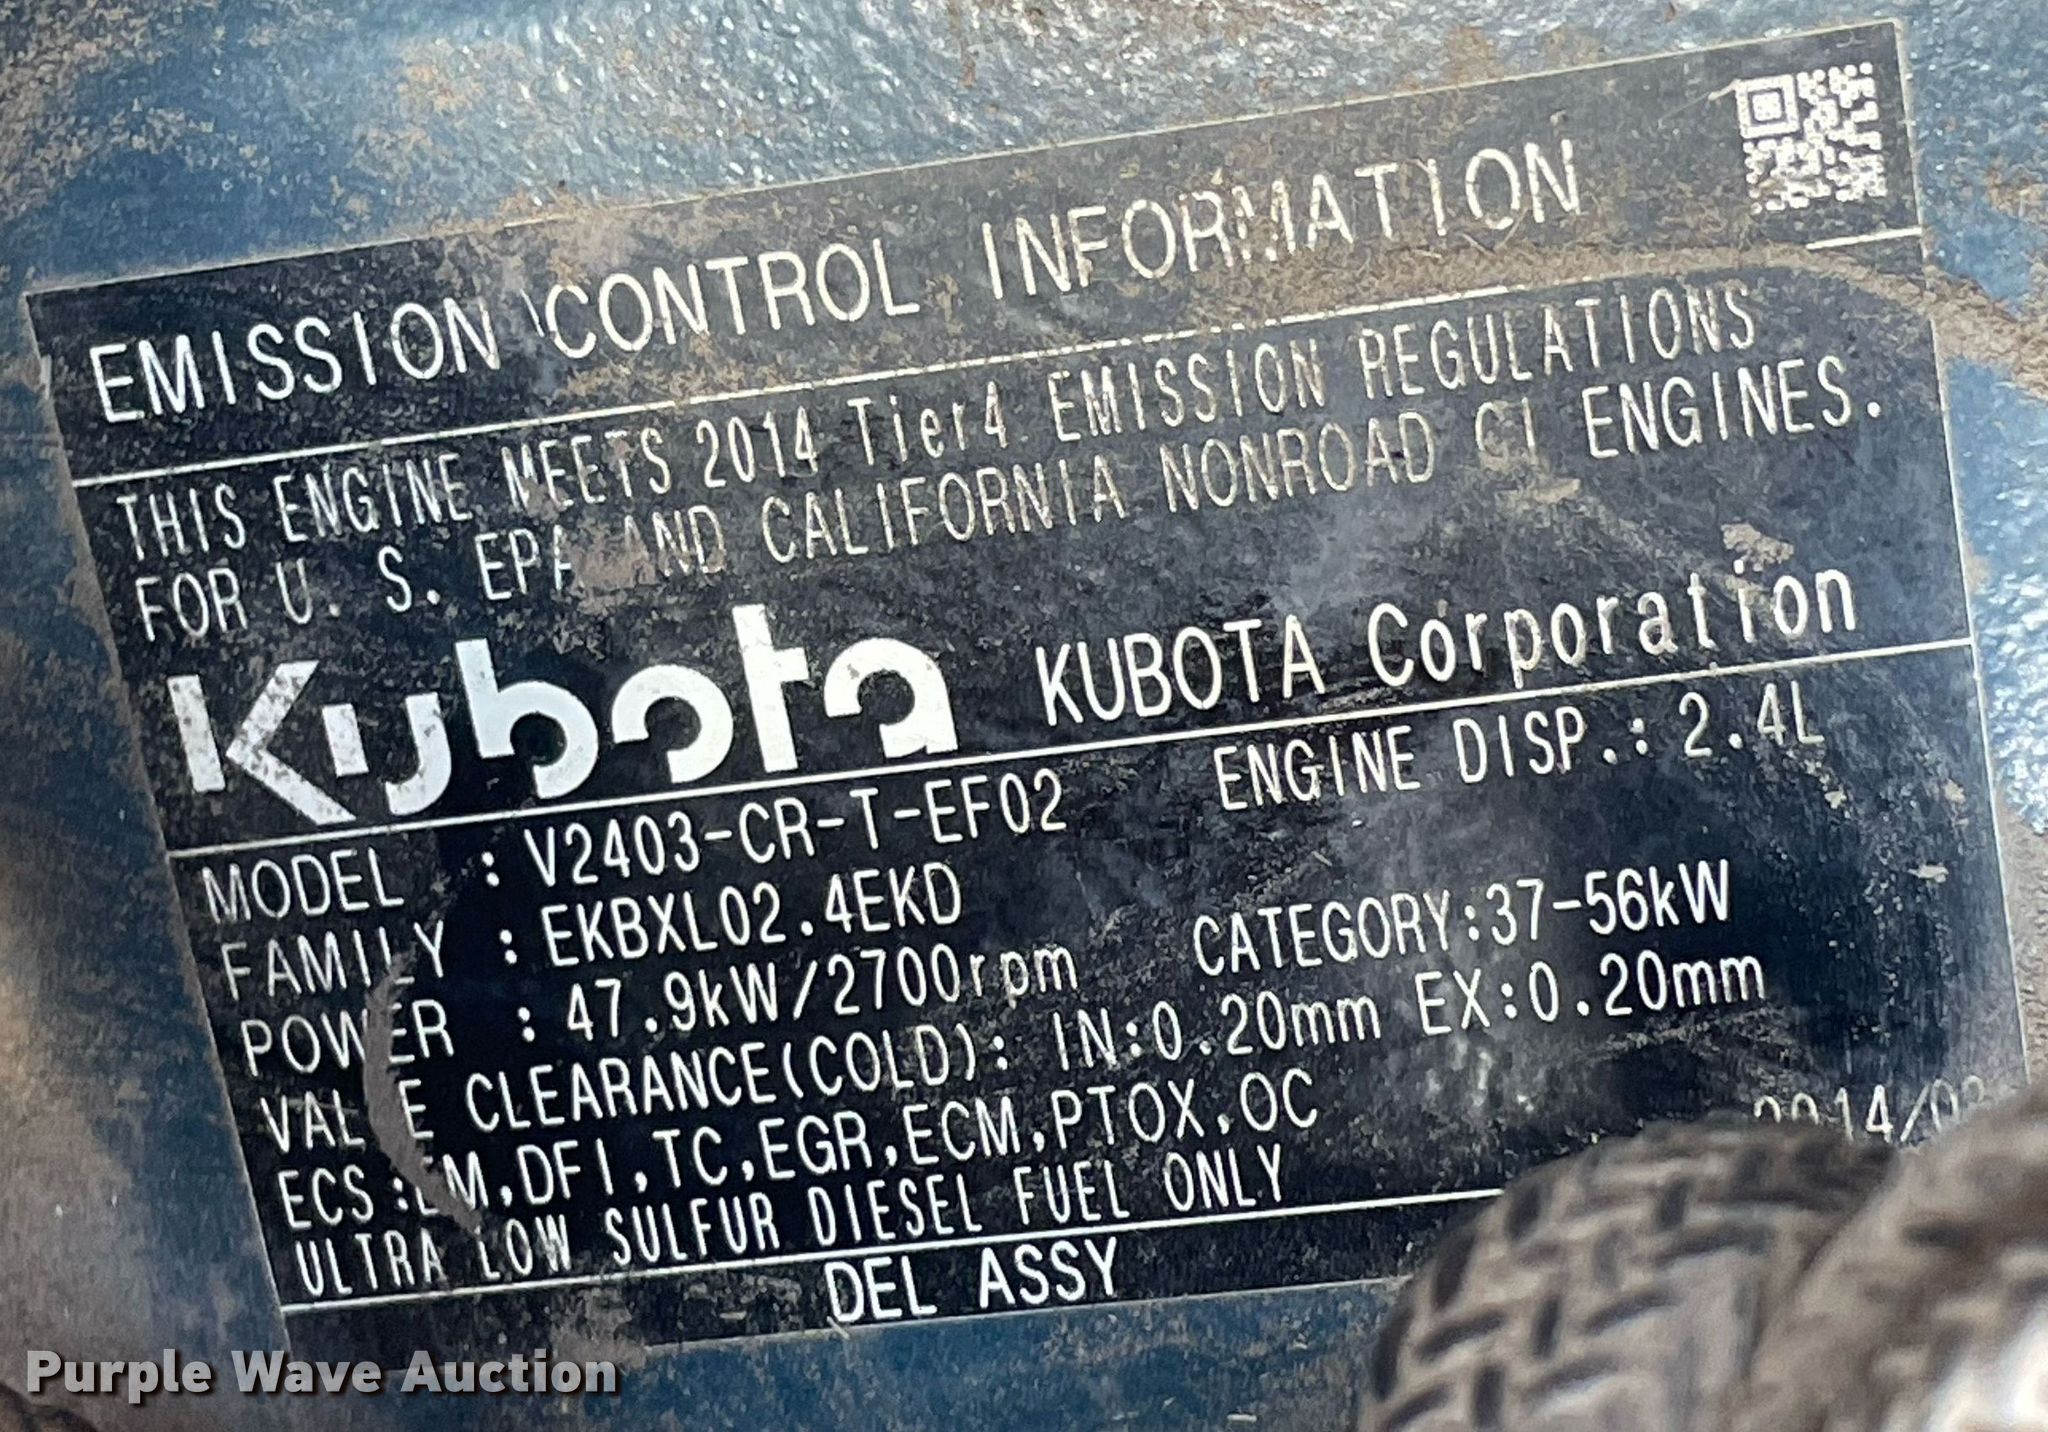 EMISSION CONTROL INFORMATION
THIS ENGINE MEETS 2014 Tier4 EMISSION REGULATIONS
FOR U. S. EPA AND CALIFORNIA NONROAD CI ENGINES.
Kubota KUBOTA Corporation
MODEL : V2403-CR-T-EF02 ENGINE DISP.: 2.4L
FAMILY : EKBXL02.4EKD
POWER : 47.9kW/2700rpm CATEGORY:37-56kW
VALVE CLEARANCE(COLD): IN:0.20mm EX:0.20mm
ECS:EM,DFI,TC,EGR,ECM,PTOX,OC
ULTRA LOW SULFUR DIESEL FUEL ONLY
DEL ASSY
Purple Wave Auction